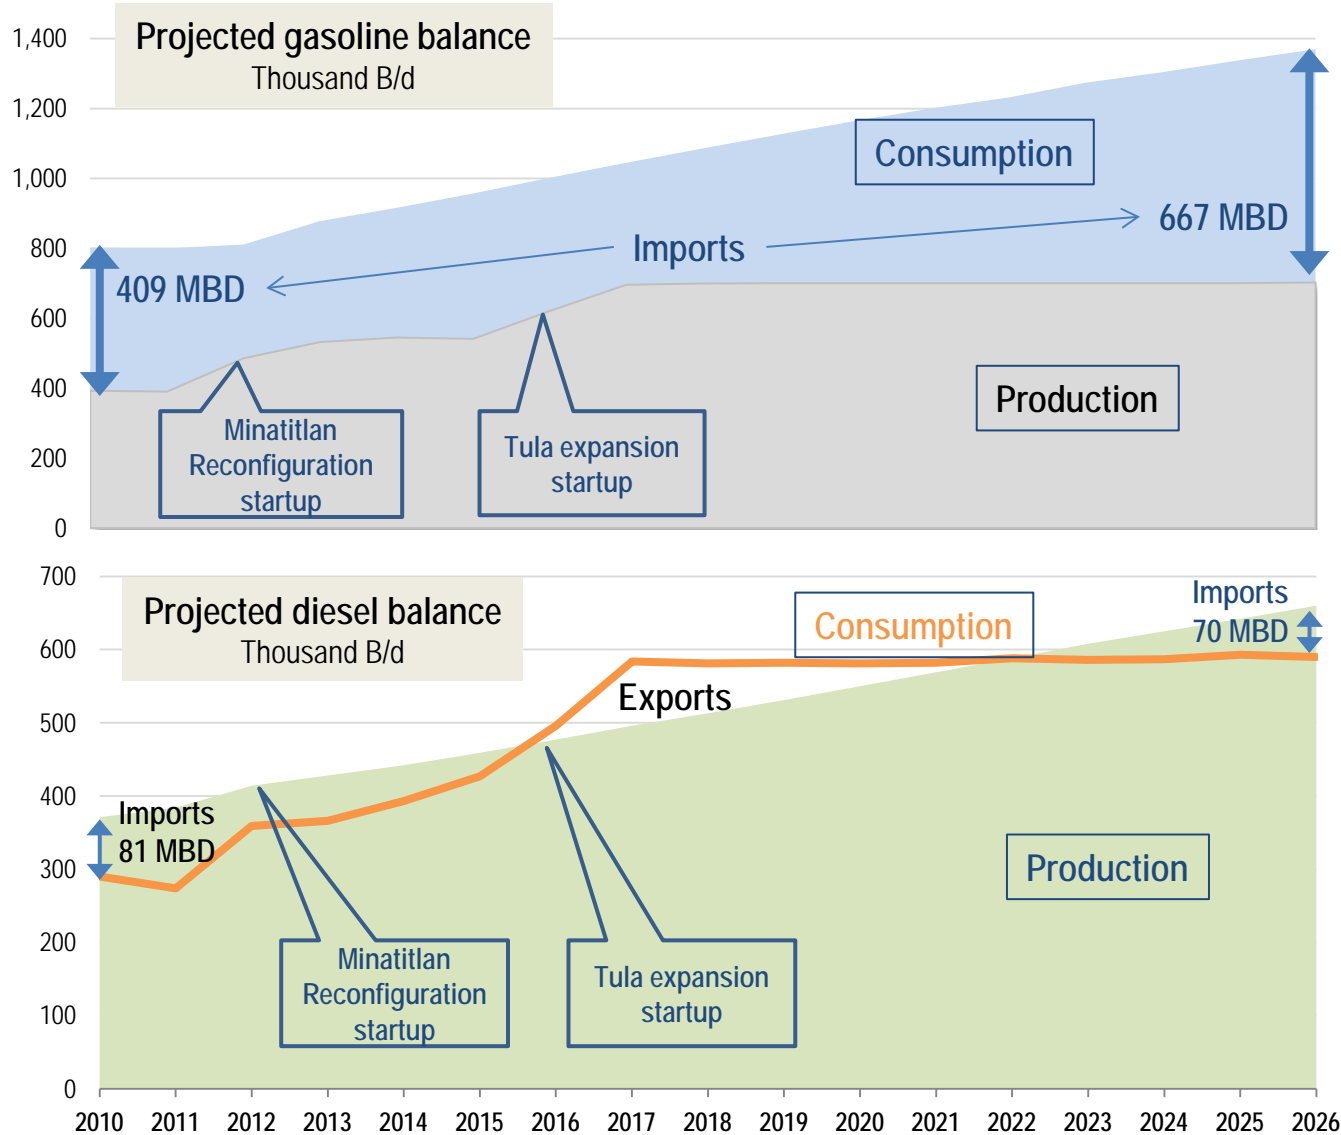 Projected gasoline balance
Thousand B/d
1,400
1,200
1,000
800
600
400
200
0
Consumption
667 MBD
Imports
409 MBD
Production
Minatitlan
Reconfiguration
startup
Tula expansion
startup
Projected diesel balance
Thousand B/d
700
600
500
400
300
200
100
0
Consumption
Imports
70 MBD
Exports
Imports
81 MBD
Production
Minatitlan
Reconfiguration
startup
Tula expansion
startup
2010 2011 2012 2013 2014 2015 2016 2017 2018 2019 2020 2021 2022 2023 2024 2025 2026